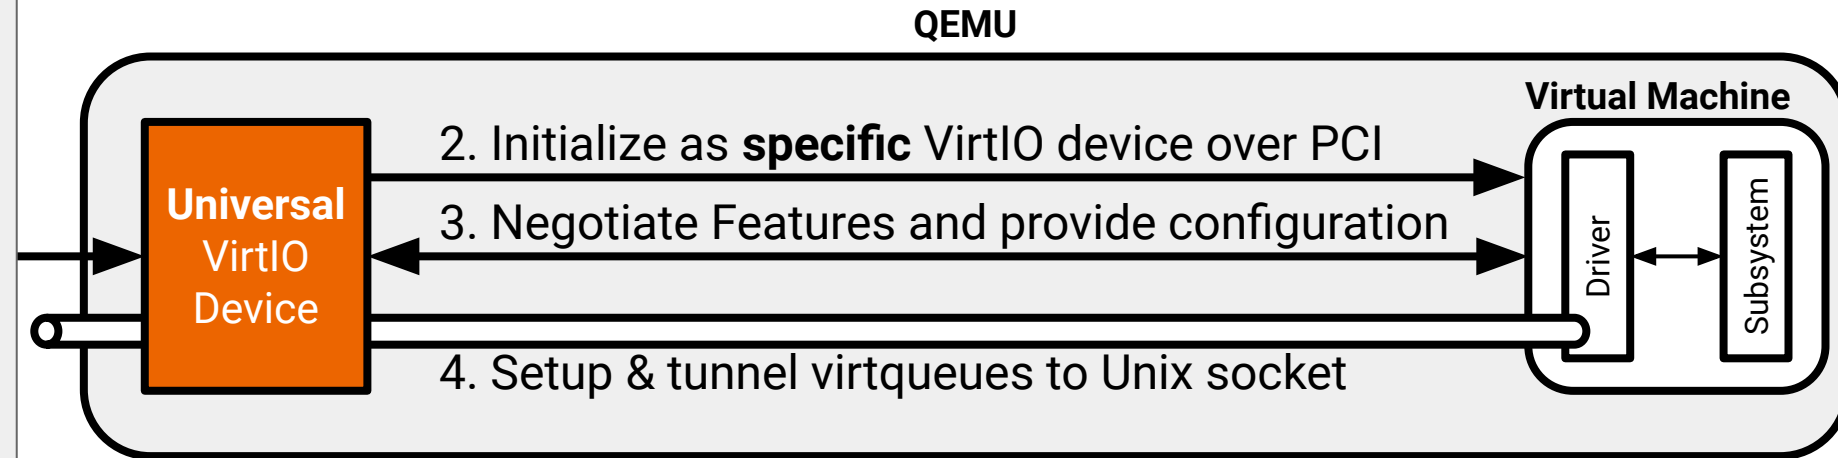 QEMU
Virtual Machine
2. Initialize as specific VirtIO device over PCI
Universal
VirtIO
Device
3. Negotiate Features and provide configuration
Driver
Subsystem
4. Setup & tunnel virtqueues to Unix socket